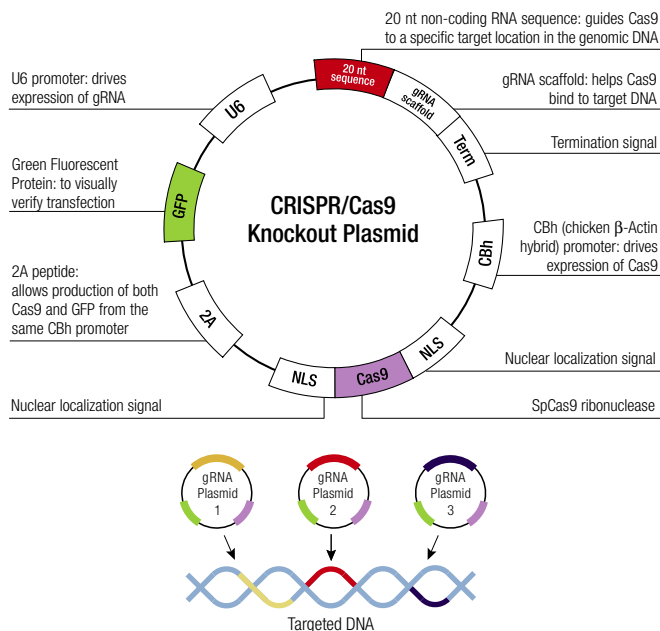 20 nt non-coding RNA sequence: guides Cas9
to a specific target location in the genomic DNA
U6 promoter: drives
expression of gRNA
20 nt
sequence
gRNA
scaffold
gRNA scaffold: helps Cas9
bind to target DNA
U6
Term
Termination signal
Green Fluorescent
Protein: to visually
verify transfection
GFP
CRISPR/Cas9
Knockout Plasmid
CBh
CBh (chicken β-Actin
hybrid) promoter: drives
expression of Cas9
2A peptide:
allows production of both
Cas9 and GFP from the
same CBh promoter
2A
NLS
Cas9
NLS
Nuclear localization signal
Nuclear localization signal
SpCas9 ribonuclease
gRNA
Plasmid
1
gRNA
Plasmid
2
gRNA
Plasmid
3
Targeted DNA